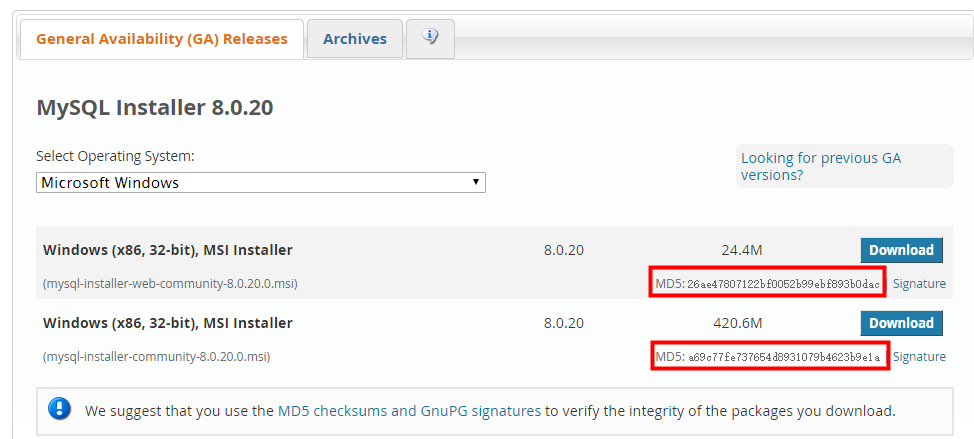 General Availability (GA) Releases
Archives
MySQL Installer 8.0.20
Select Operating System:
Looking for previous GA
versions?
Microsoft Windows
Windows (x86, 32-bit), MSI Installer 8.0.20 24.4M Download
(mysql-installer-web-community-8.0.20.0.msi) MD5: 26ae47807122bf0052b99ebf893b0dac Signature
Windows (x86, 32-bit), MSI Installer 8.0.20 420.6M Download
(mysql-installer-community-8.0.20.0.msi) MD5: a69c77fe737654d8931079b4623b9e1a Signature
We suggest that you use the MD5 checksums and GnuPG signatures to verify the integrity of the packages you download.